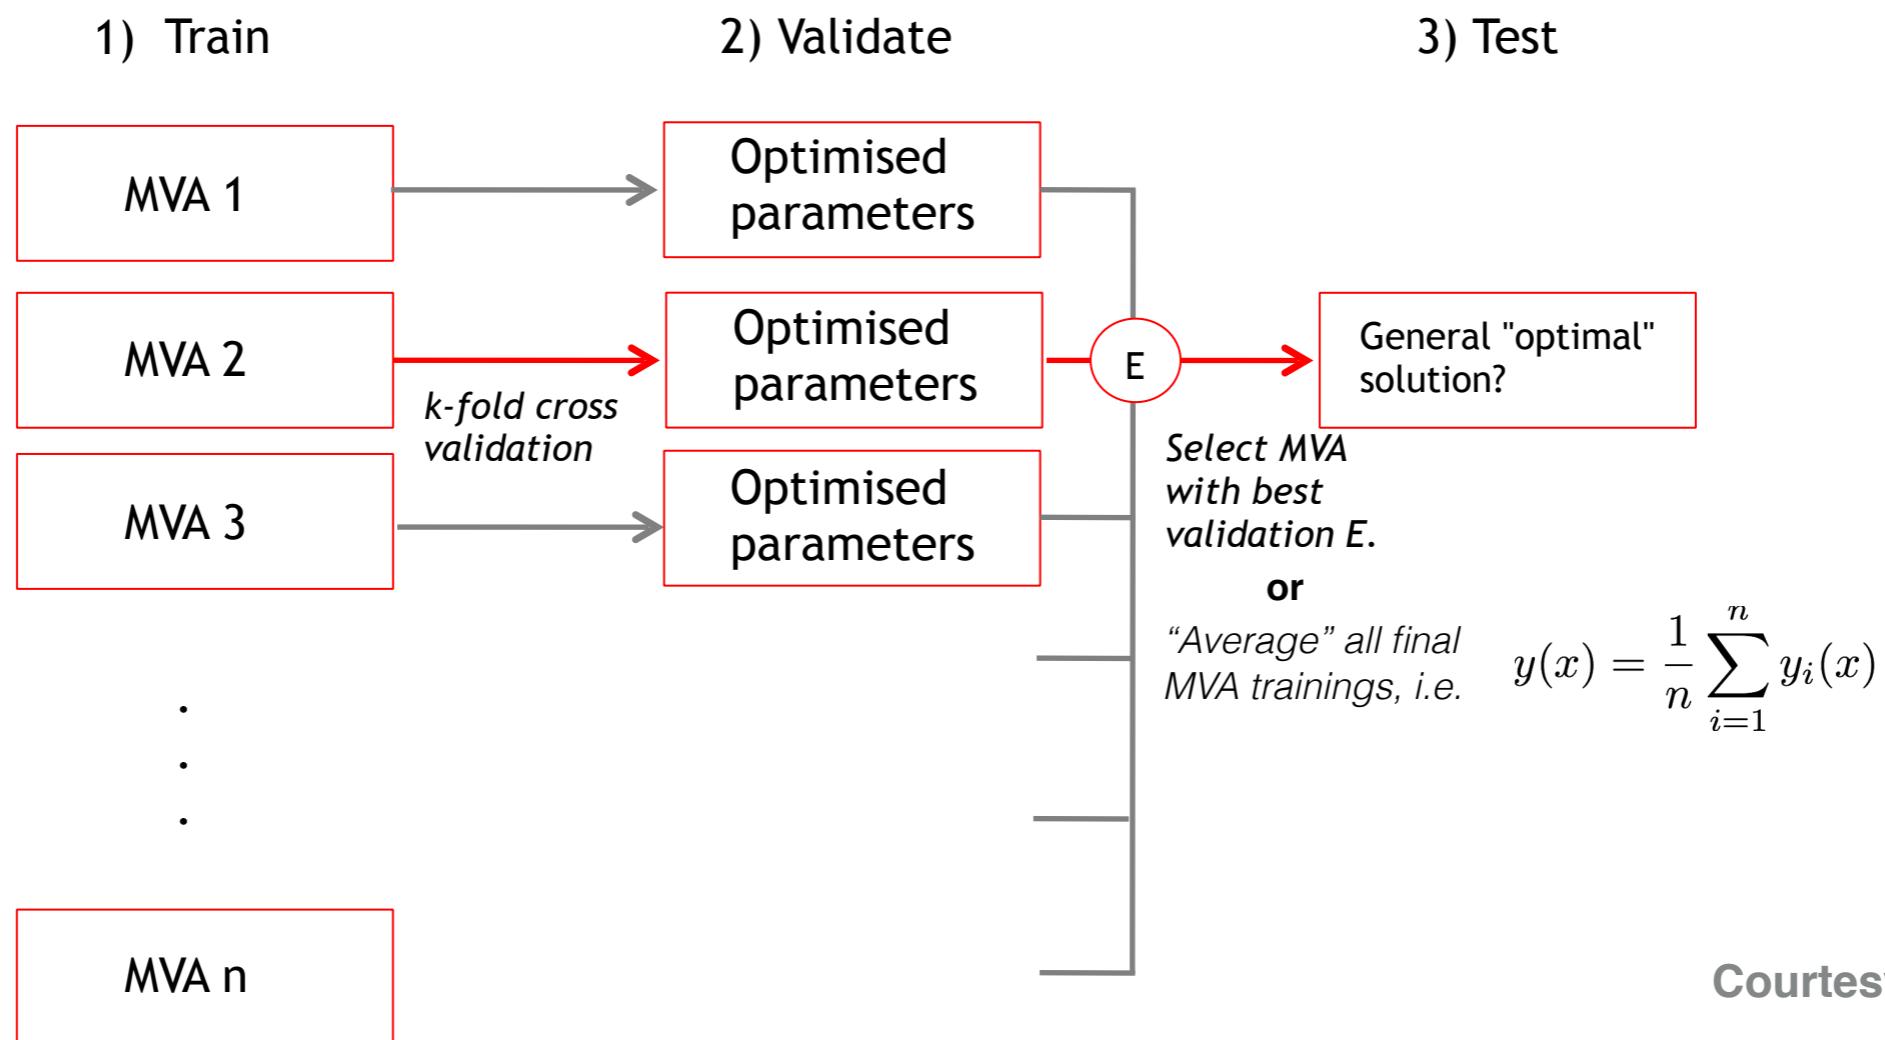 1) Train
2) Validate
3) Test
MVA 1
Optimised
parameters
MVA 2
k-fold cross
validation
Optimised
parameters
E
General "optimal"
solution?
MVA 3
Optimised
parameters
Select MVA
with best
validation E.
or
“Average” all final
MVA trainings, i.e.
y(x) = \frac{1}{n} \sum_{i=1}^{n} y_i(x)
.
.
.
MVA n